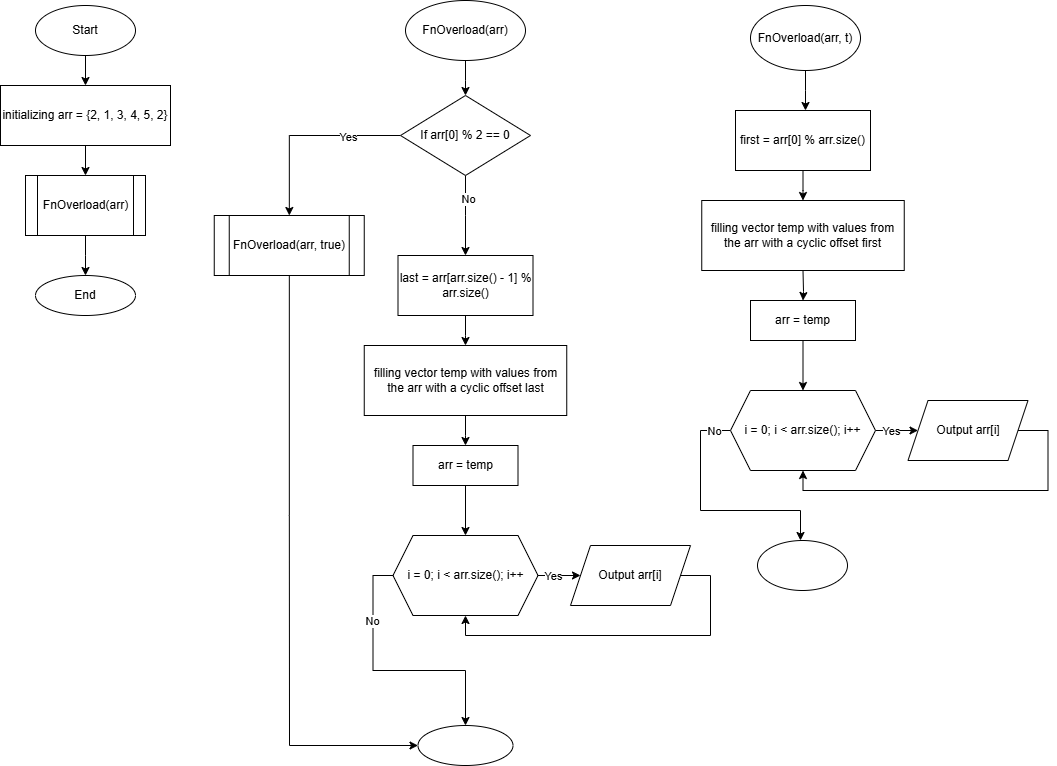 Start
initializing arr = {2, 1, 3, 4, 5, 2}
FnOverload(arr)
End
FnOverload(arr)
If arr[0] % 2 == 0
Yes
No
FnOverload(arr, true)
last = arr[arr.size() - 1] %
arr.size()
filling vector temp with values from
the arr with a cyclic offset last
arr = temp
i = 0; i < arr.size(); i++
Yes
Output arr[i]
No
FnOverload(arr, t)
first = arr[0] % arr.size()
filling vector temp with values from
the arr with a cyclic offset first
arr = temp
i = 0; i < arr.size(); i++
No
Yes
Output arr[i]